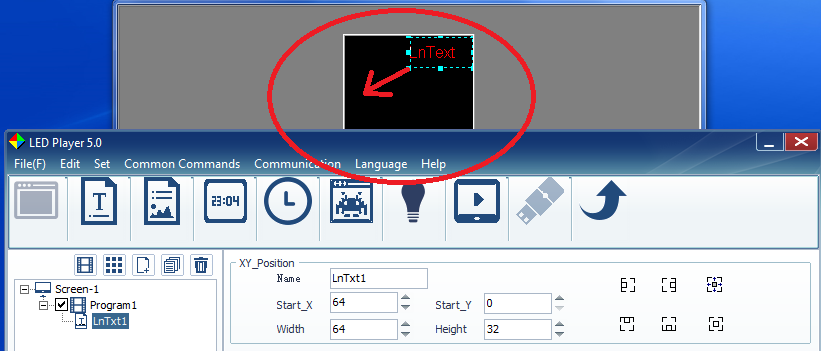 LnText
LED Player 5.0
File(F) Edit Set Common Commands Communication Language Help
T 23:04
XY_Position
Name LnTxt1
Screen-1
Start_X 64 Start_Y 0
Program1
LnTxt1
Width 64 Height 32